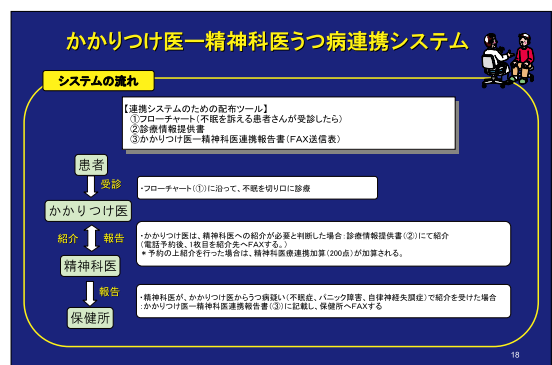 かかりつけ医ー精神科医うつ病連携システム
システムの流れ
【連携システムのための配布ツール】
①フローチャート(不眠を訴える患者さんが受診したら)
②診療情報提供書
③かかりつけ医ー精神科医連携報告書(FAX送信表)
患者
受診
・フローチャート(①)に沿って、不眠を切り口に診療
かかりつけ医
紹介 報告
・かかりつけ医は、精神科医への紹介が必要と判断した場合:診療情報提供書(②)にて紹介
(電話予約後、1枚目を紹介先へFAXする。)
＊予約の上紹介を行った場合は、精神科医療連携加算(200点)が加算される。
精神科医
報告
・精神科医が、かかりつけ医からうつ病疑い(不眠症、パニック障害、自律神経失調症)で紹介を受けた場合
:かかりつけ医ー精神科医連携報告書(③)に記載し、保健所へFAXする
保健所
18